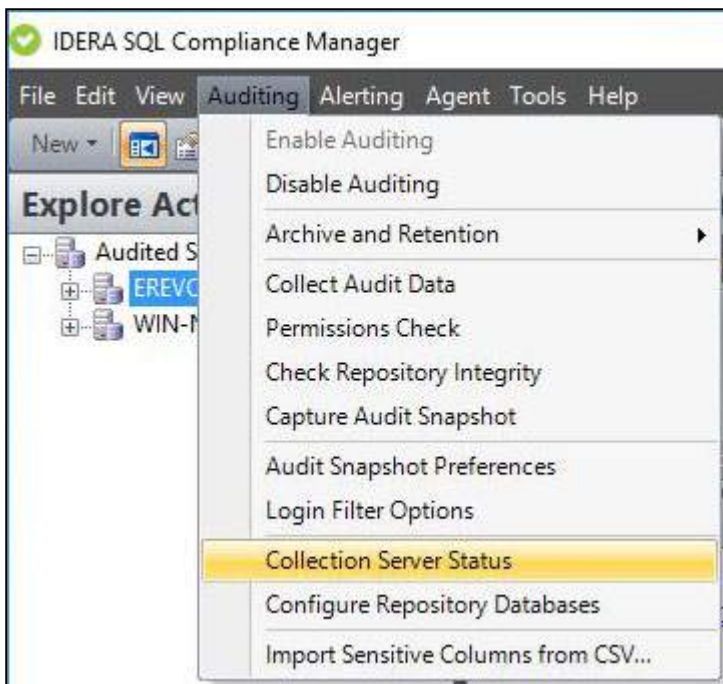 IDERA SQL Compliance Manager
File Edit View Auditing Alerting Agent Tools Help
New
Explore Act
Audited S
EREVO
WIN-N
Enable Auditing
Disable Auditing
Archive and Retention
Collect Audit Data
Permissions Check
Check Repository Integrity
Capture Audit Snapshot
Audit Snapshot Preferences
Login Filter Options
Collection Server Status
Configure Repository Databases
Import Sensitive Columns from CSV...